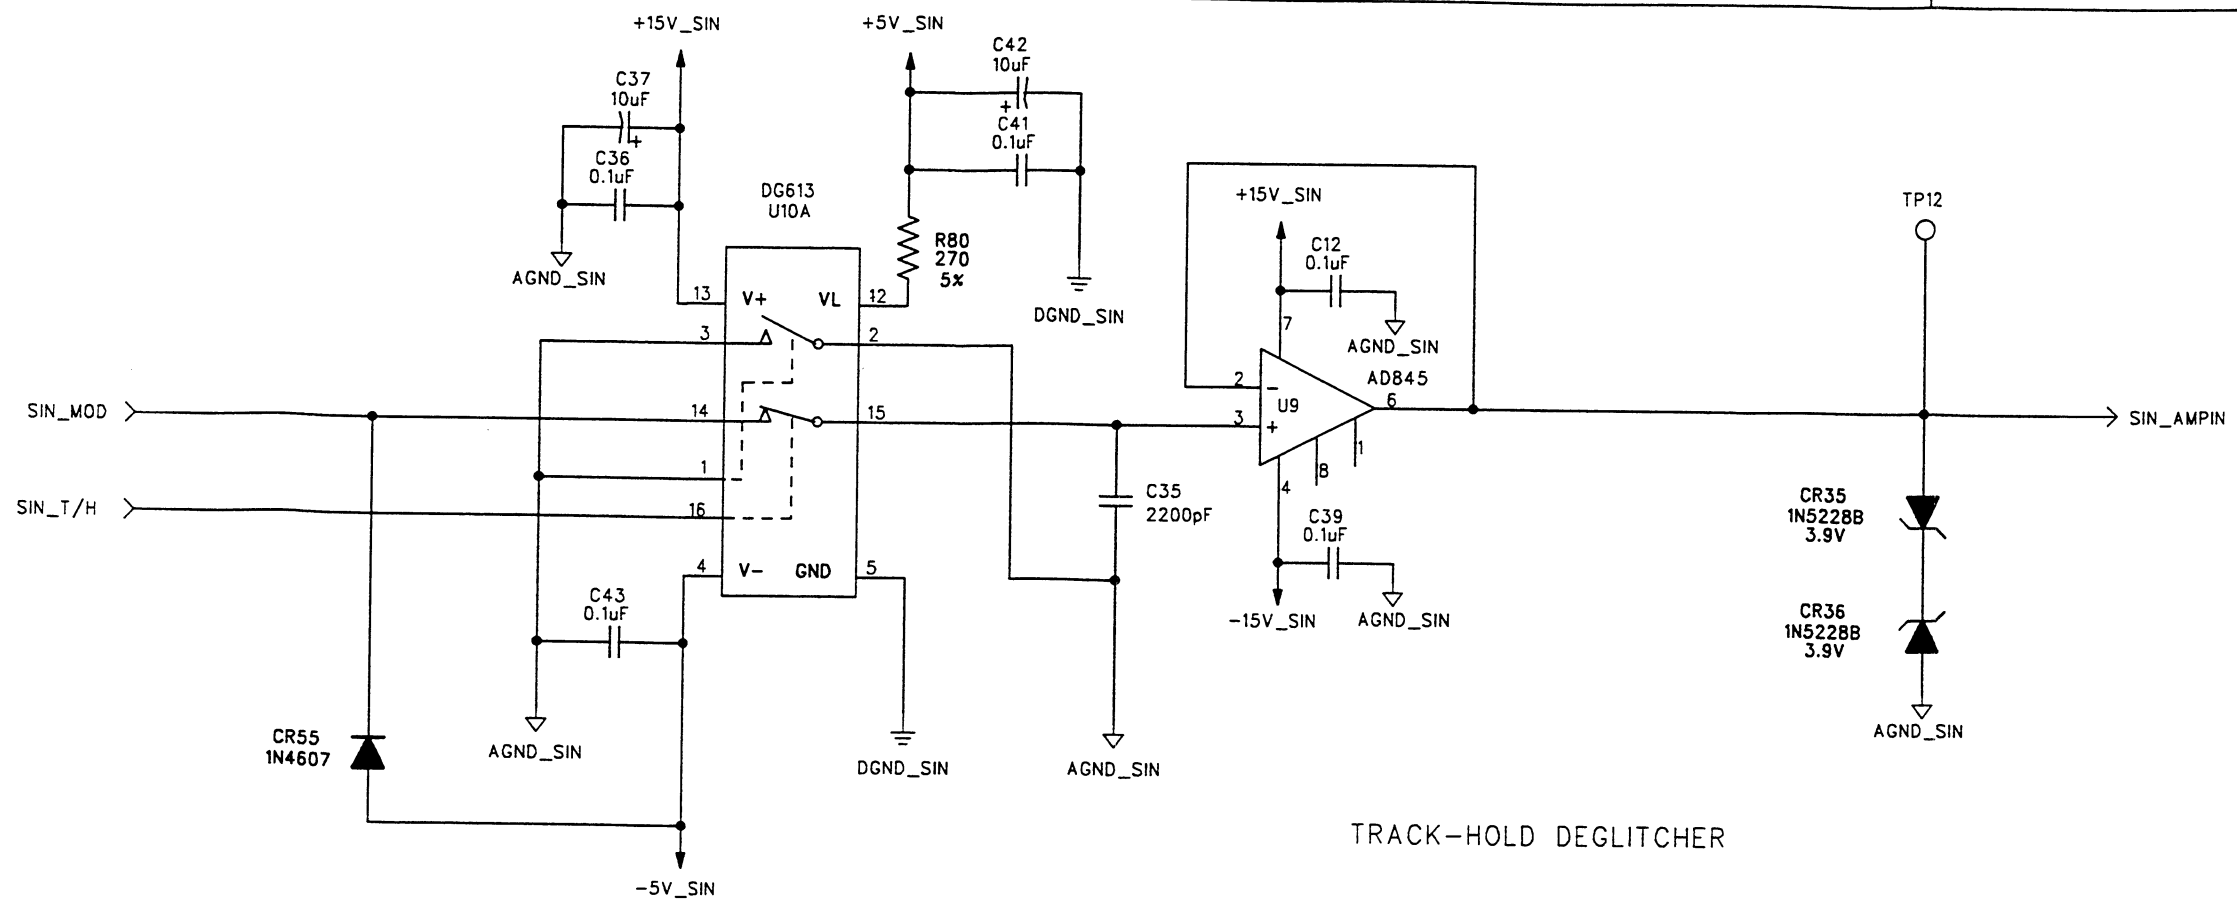 +15V_SIN
+5V_SIN
C42
10uF
+
C41
0.1uF
C37
10uF
+
C36
0.1uF
AGND_SIN
DG613
U10A
R80
270
5%
DGND_SIN
13
V+
VL
12
3
2
SIN_MOD
14
15
1
SIN_T/H
16
4
V-
GND
5
C43
0.1uF
CR55
1N4607
AGND_SIN
-5V_SIN
DGND_SIN
C35
2200pF
AGND_SIN
+15V_SIN
C12
0.1uF
7
AGND_SIN
AD845
2
-
U9
6
3
+
1
8
4
C39
0.1uF
-15V_SIN
AGND_SIN
TP12
SIN_AMPIN
CR35
1N5228B
3.9V
CR36
1N5228B
3.9V
AGND_SIN
TRACK-HOLD DEGLITCHER